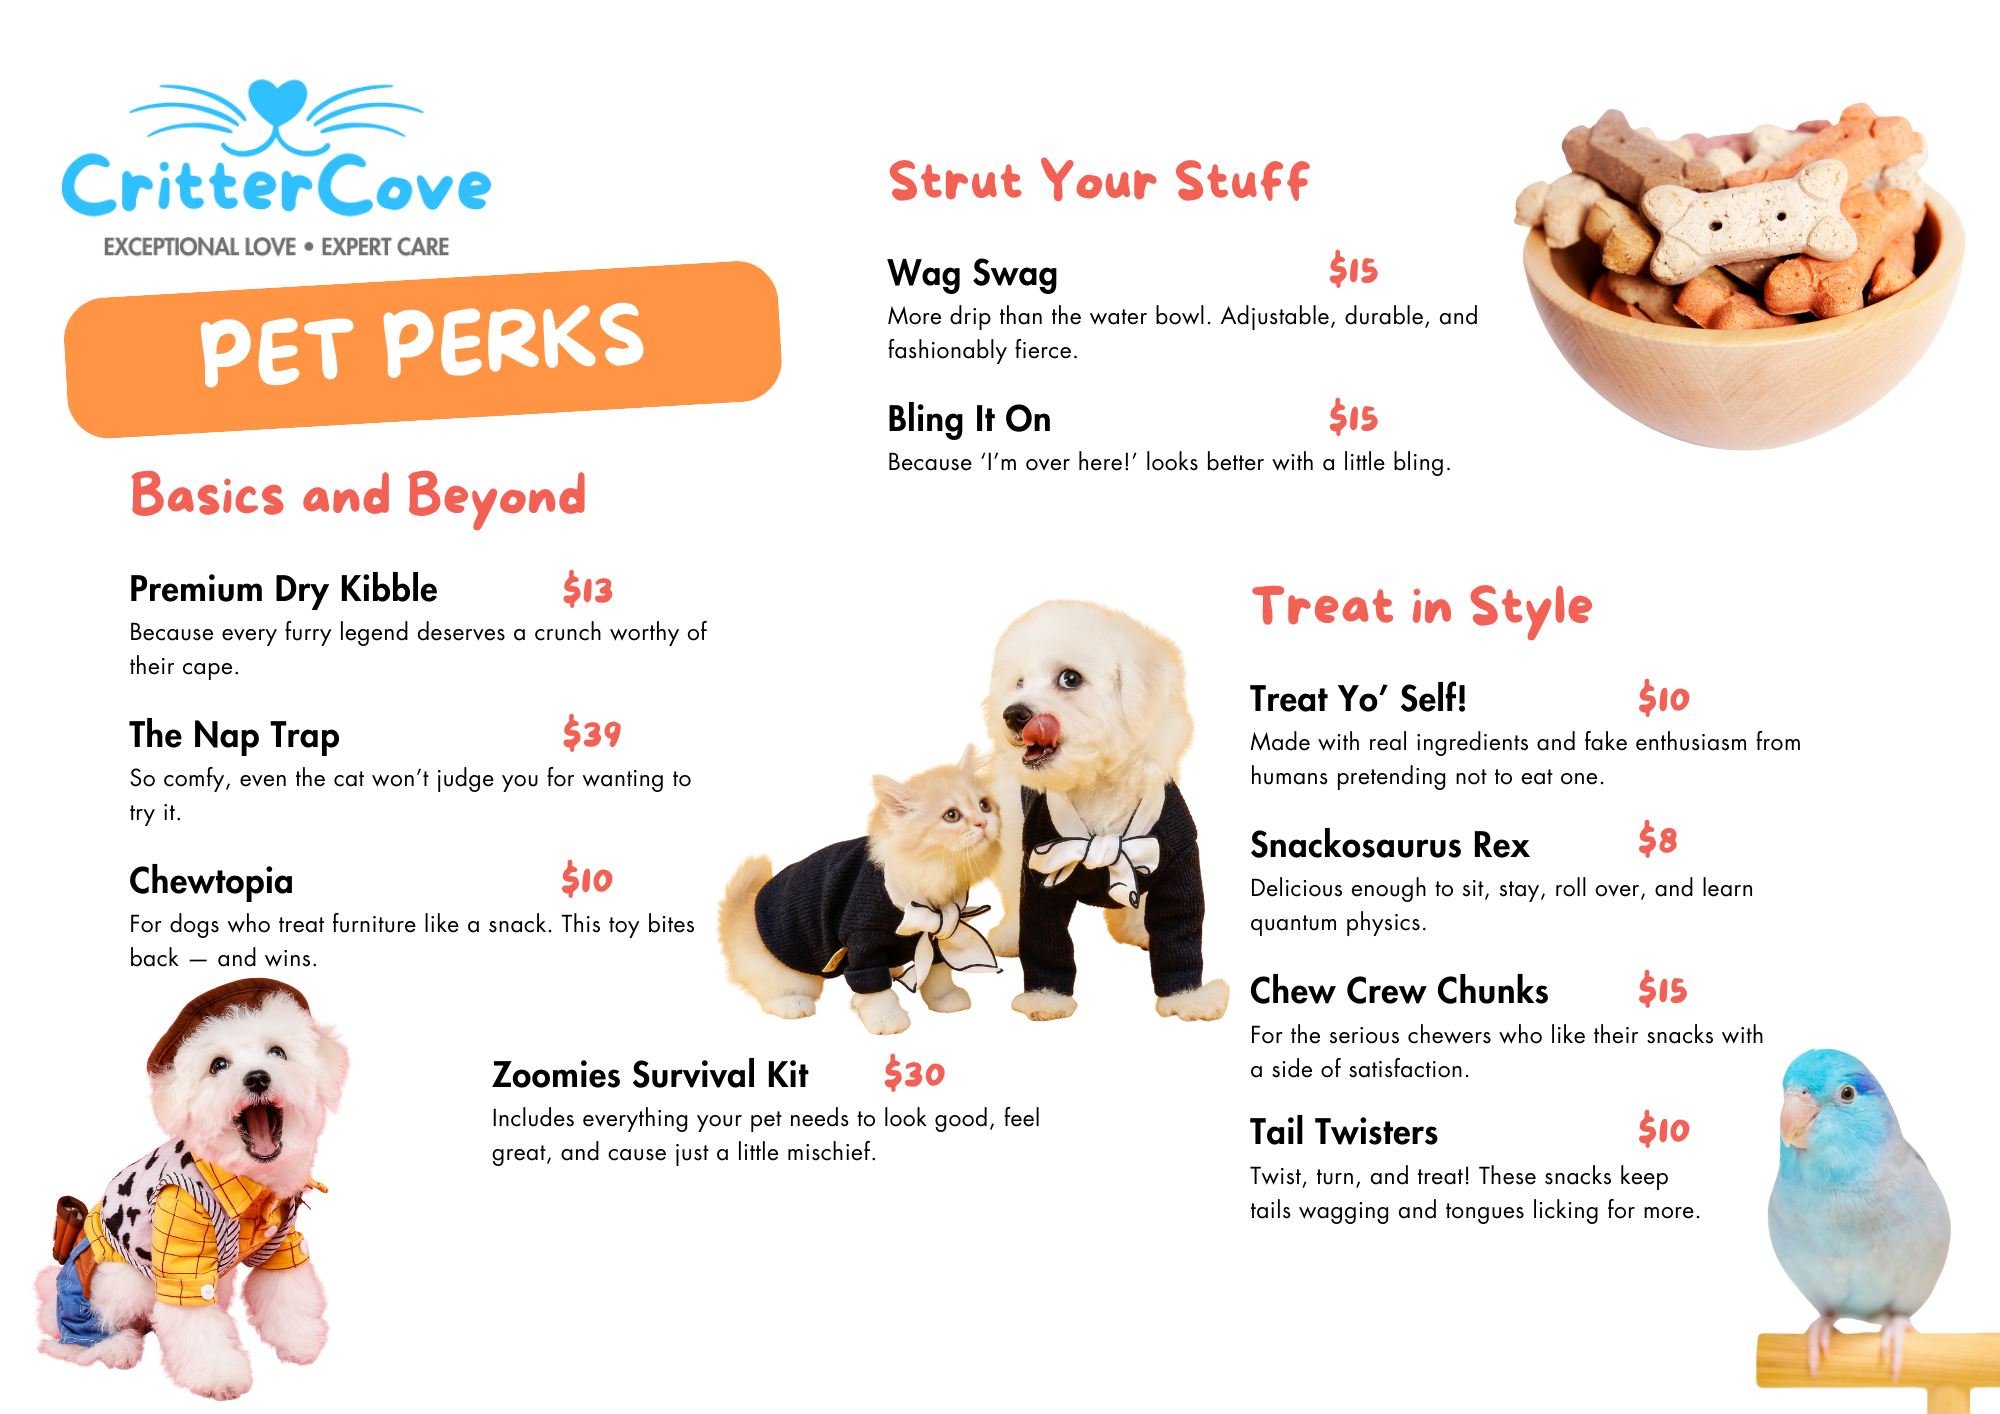 CritterCove
EXCEPTIONAL LOVE • EXPERT CARE
PET PERKS
Basics and Beyond
Premium Dry Kibble $13
Because every furry legend deserves a crunch worthy of
their cape.
The Nap Trap $39
So comfy, even the cat won’t judge you for wanting to
try it.
Chewtopia $10
For dogs who treat furniture like a snack. This toy bites
back — and wins.
Zoomies Survival Kit $30
Includes everything your pet needs to look good, feel
great, and cause just a little mischief.
Strut Your Stuff
Wag Swag $15
More drip than the water bowl. Adjustable, durable, and
fashionably fierce.
Bling It On $15
Because ‘I’m over here!’ looks better with a little bling.
Treat in Style
Treat Yo’ Self! $10
Made with real ingredients and fake enthusiasm from
humans pretending not to eat one.
Snackosaurus Rex $8
Delicious enough to sit, stay, roll over, and learn
quantum physics.
Chew Crew Chunks $15
For the serious chewers who like their snacks with
a side of satisfaction.
Tail Twisters $10
Twist, turn, and treat! These snacks keep
tails wagging and tongues licking for more.